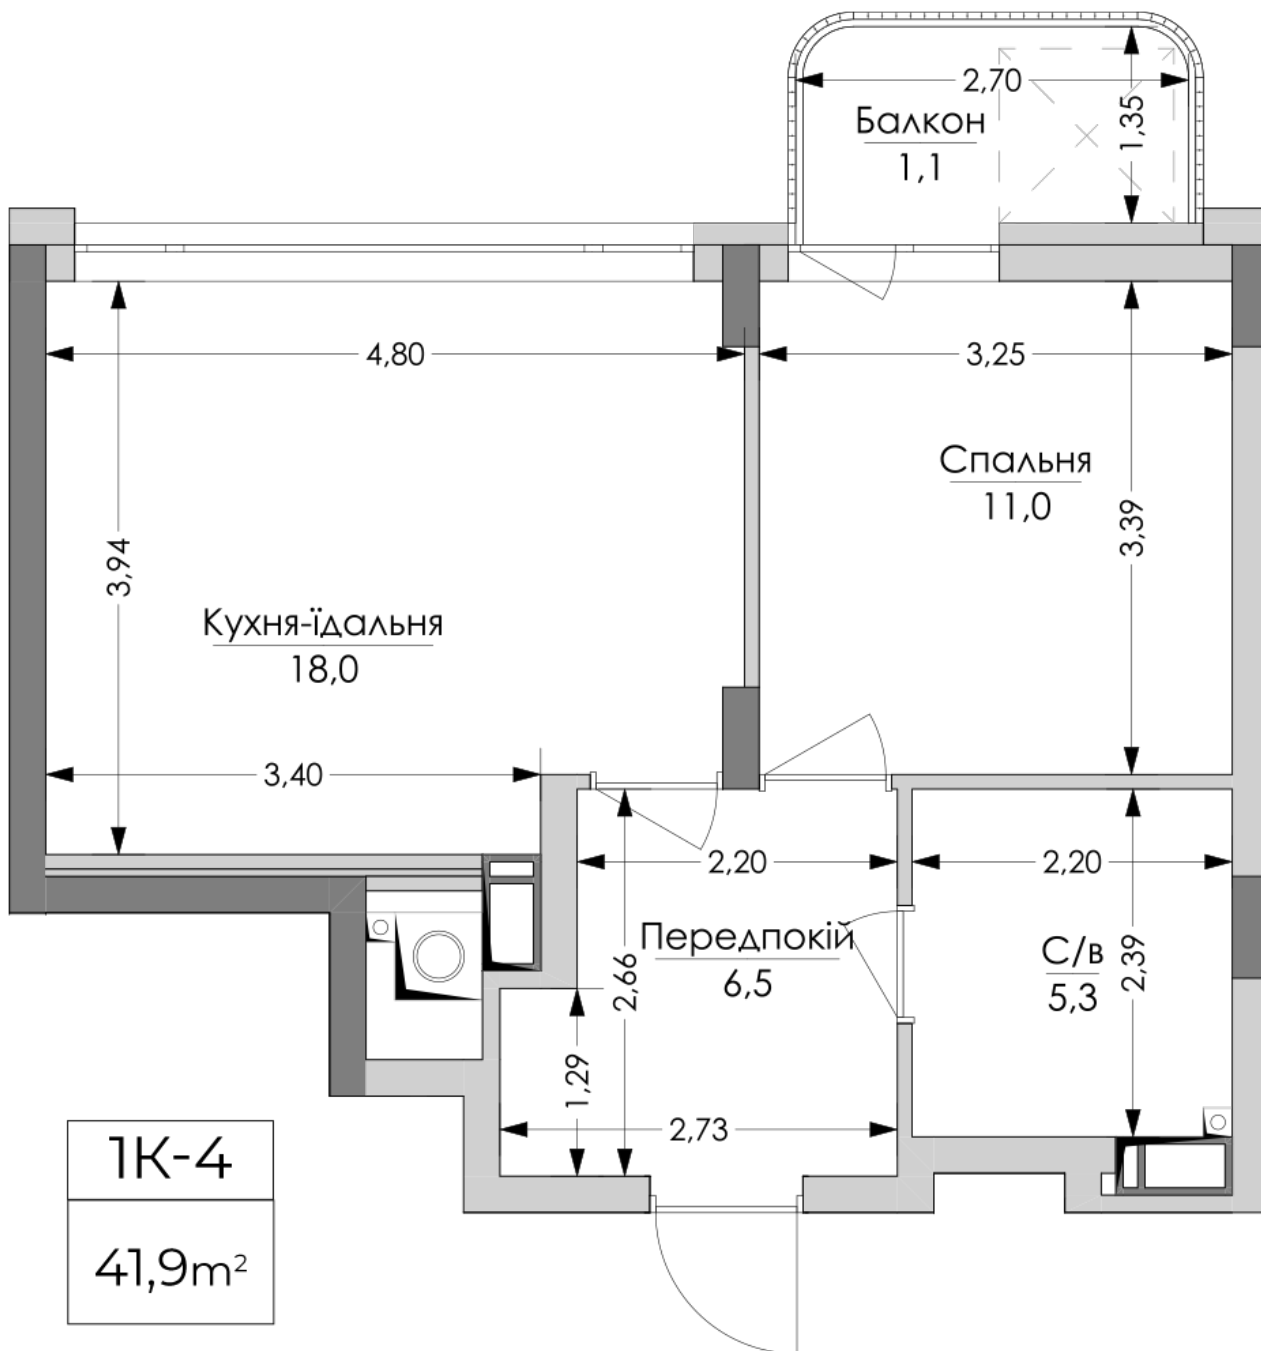 2,70
1,35
Балкон
1,1
4,80
3,25
Спальня
11,0
3,39
3,94
Кухня-їдальня
18,0
3,40
2,20
2,20
Передпокій
6,5
2,66
С/в
5,3
2,39
1,29
2,73
1К-4
41,9m²